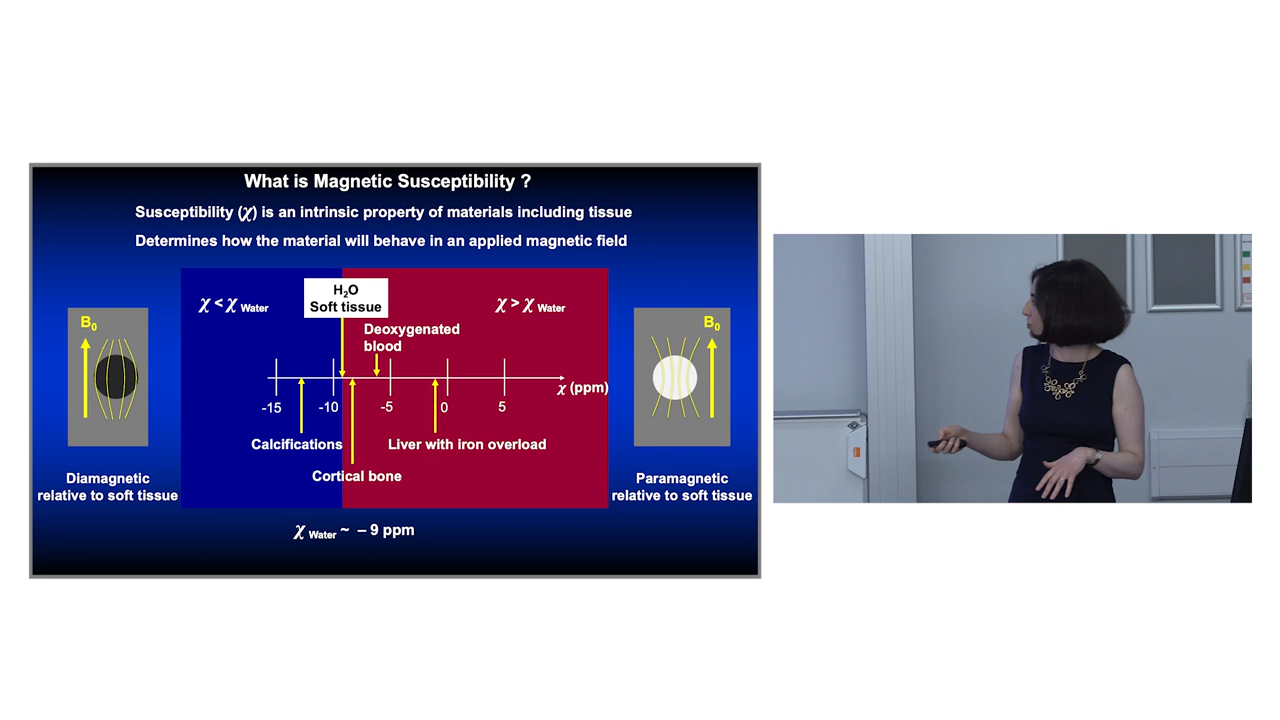 What is Magnetic Susceptibility ?
Susceptibility (χ) is an intrinsic property of materials including tissue
Determines how the material will behave in an applied magnetic field
χ < χ Water
H2O
Soft tissue
χ > χ Water
Deoxygenated
blood
B0
B0
χ (ppm)
-15
-10
-5
0
5
Calcifications
Liver with iron overload
Cortical bone
Diamagnetic
relative to soft tissue
Paramagnetic
relative to soft tissue
χ Water ~ – 9 ppm